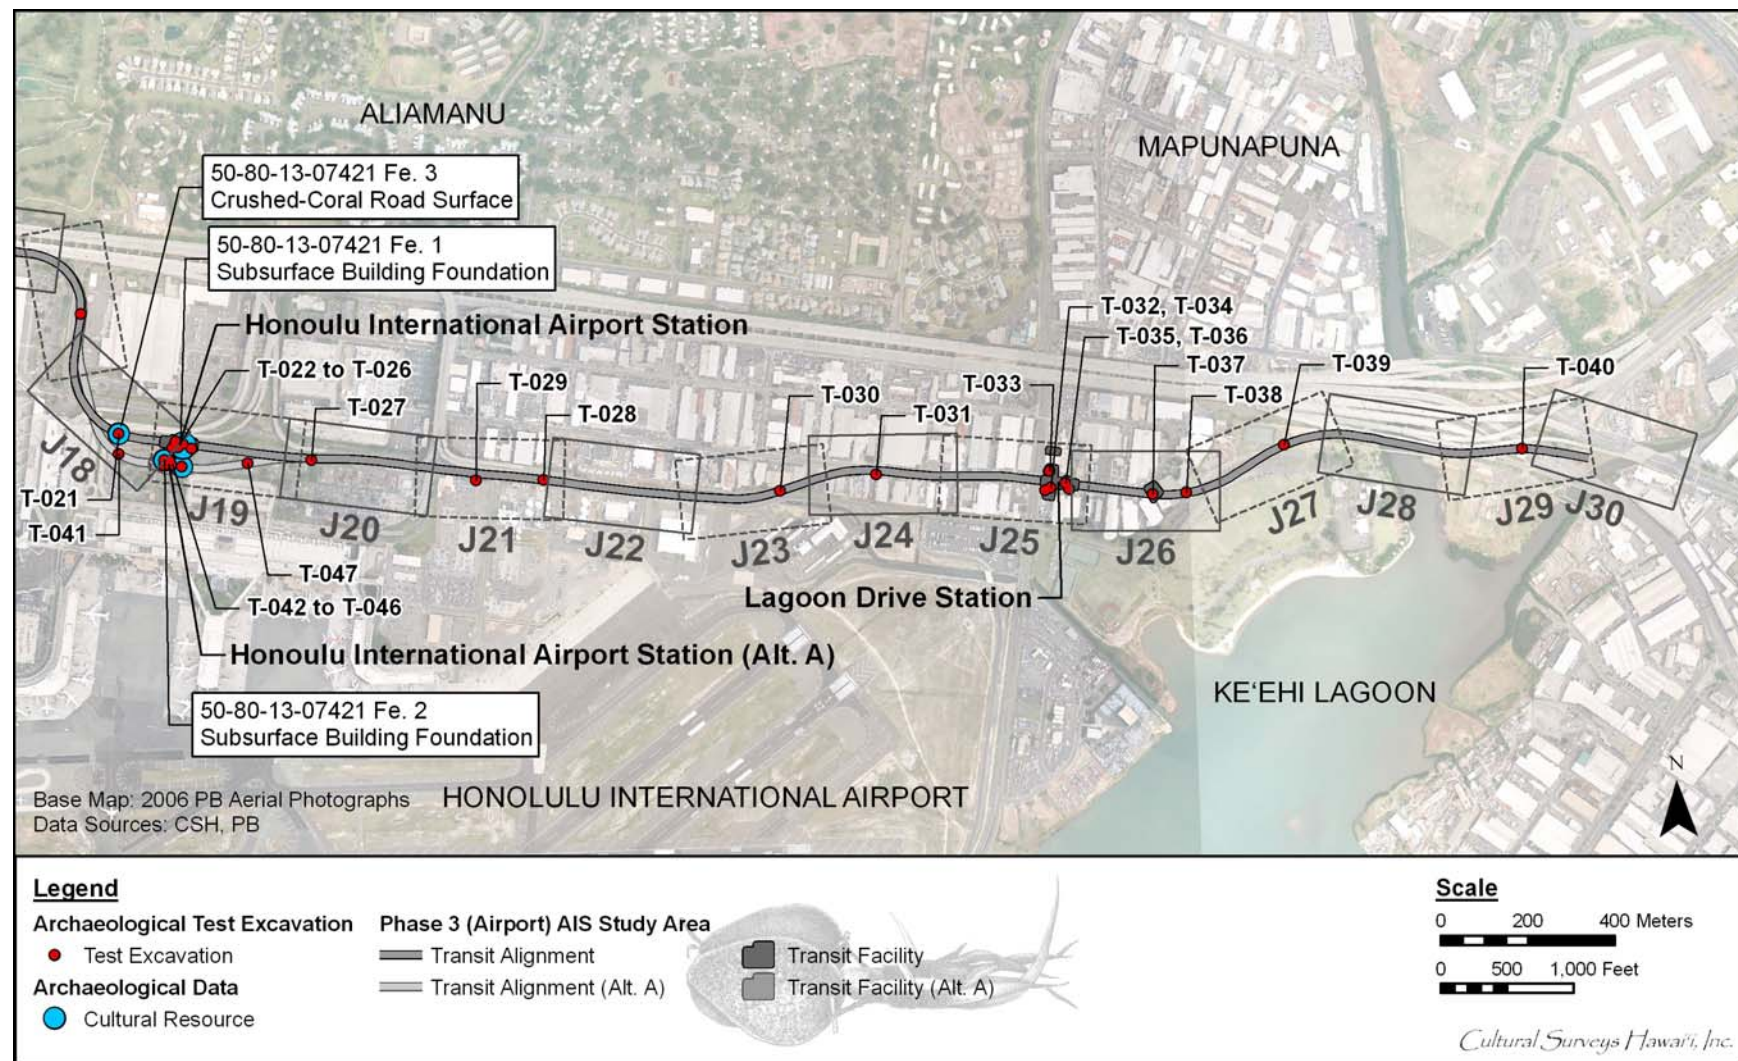 ALIAMANU
MAPUNAPUNA
50-80-13-07421 Fe. 3
Crushed-Coral Road Surface
50-80-13-07421 Fe. 1
Subsurface Building Foundation
Honoulu International Airport Station
T-022 to T-026
T-027
T-029
T-028
T-030
T-031
T-033
T-032, T-034
T-035, T-036
T-037
T-038
T-039
T-040
J18
J19
J20
J21
J22
J23
J24
J25
J26
J27
J28
J29
J30
T-021
T-041
T-047
T-042 to T-046
Lagoon Drive Station
Honoulu International Airport Station (Alt. A)
50-80-13-07421 Fe. 2
Subsurface Building Foundation
KE‘EHI LAGOON
HONOLULU INTERNATIONAL AIRPORT
Base Map: 2006 PB Aerial Photographs
Data Sources: CSH, PB
N
Legend
Archaeological Test Excavation
Test Excavation
Archaeological Data
Cultural Resource
Phase 3 (Airport) AIS Study Area
Transit Alignment
Transit Alignment (Alt. A)
Transit Facility
Transit Facility (Alt. A)
Scale
0 200 400 Meters
0 500 1,000 Feet
Cultural Surveys Hawai‘i, Inc.